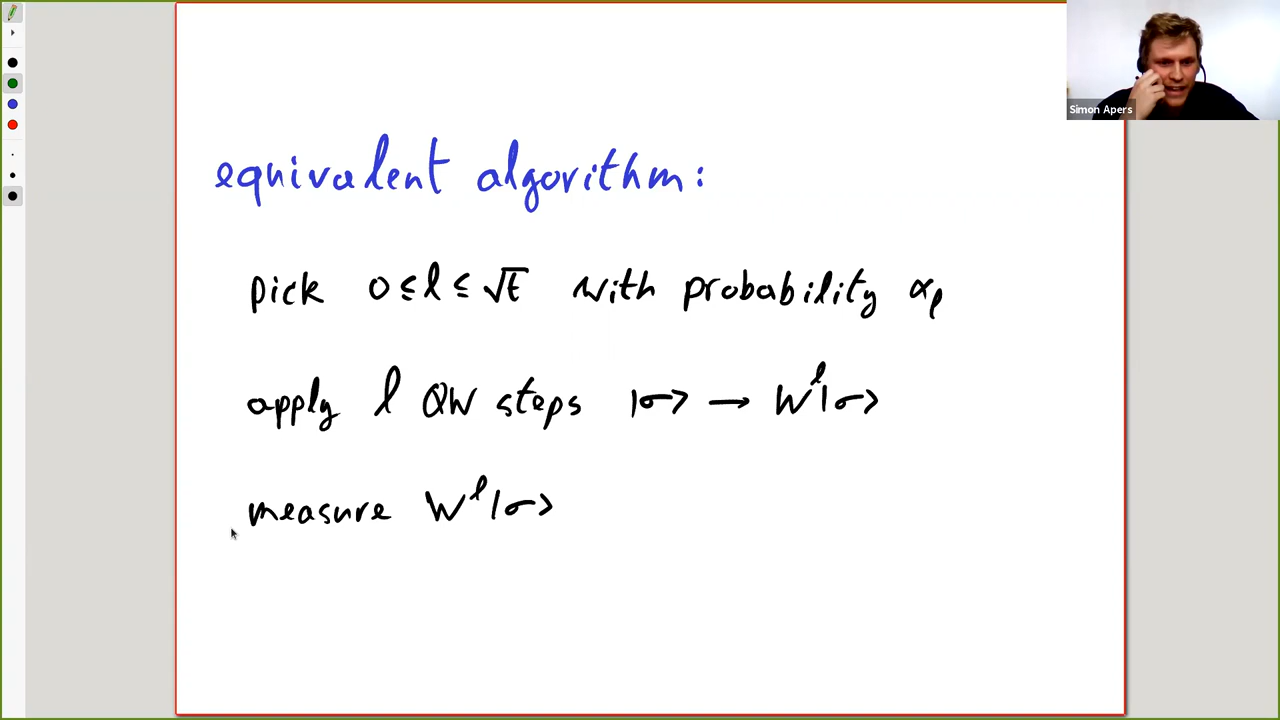 Simon Apers
equivalent algorithm:
pick 0 ≤ l ≤ √t with probability α_l
apply l QW steps |σ> → W^l|σ>
measure W^l|σ>